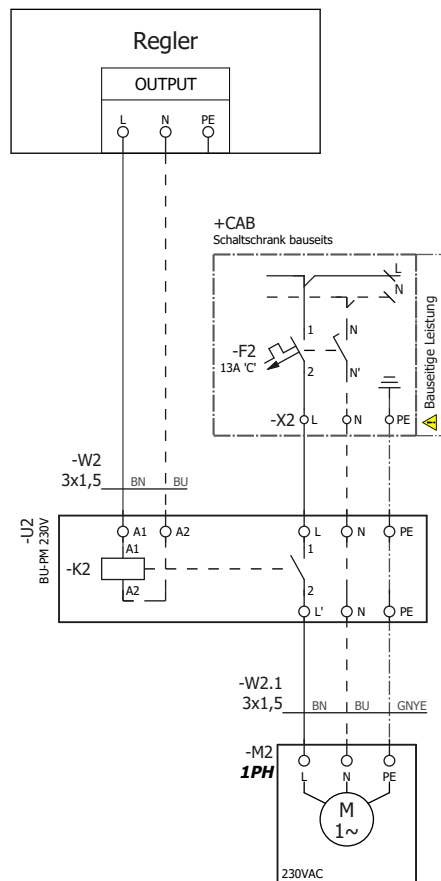 Regler
OUTPUT
L N PE
+CAB
Schaltschrank bauseits
L
N
1 N
-F2
13A 'C'
2 N'
-X2 L N PE
Bauseitige Leistung
-W2
3x1,5 BN BU
-U2
BU-PM 230V
A1 A2 L N PE
A1 1
-K2
A2 2
L' N PE
-W2.1
3x1,5 BN BU GNYE
-M2
1PH
L N PE
M
1~
230VAC